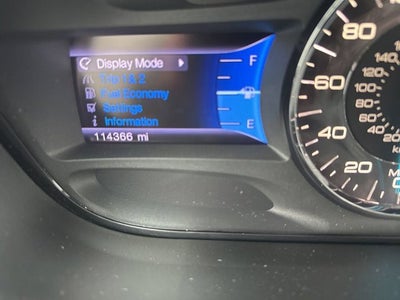 Display Mode
Trip 1 & 2
Fuel Economy
Settings
Information
114366 mi
F
E
80
60
40
20
0
140
120
100
80
60
40
20